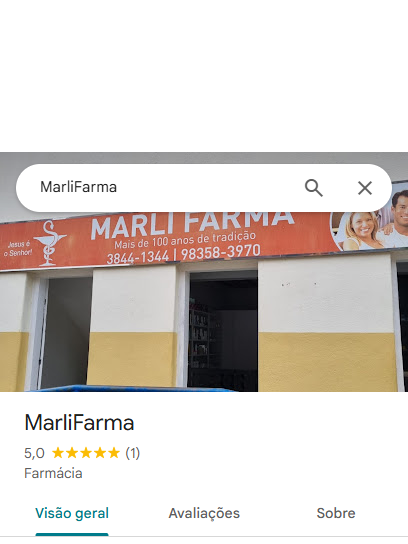 MarliFarma
MARLI FARMA
Jesus é
o Senhor!
Mais de 100 anos de tradição
3844-1344 | 98358-3970
MarliFarma
5,0 ★★★★★ (1)
Farmácia
Visão geral Avaliações Sobre